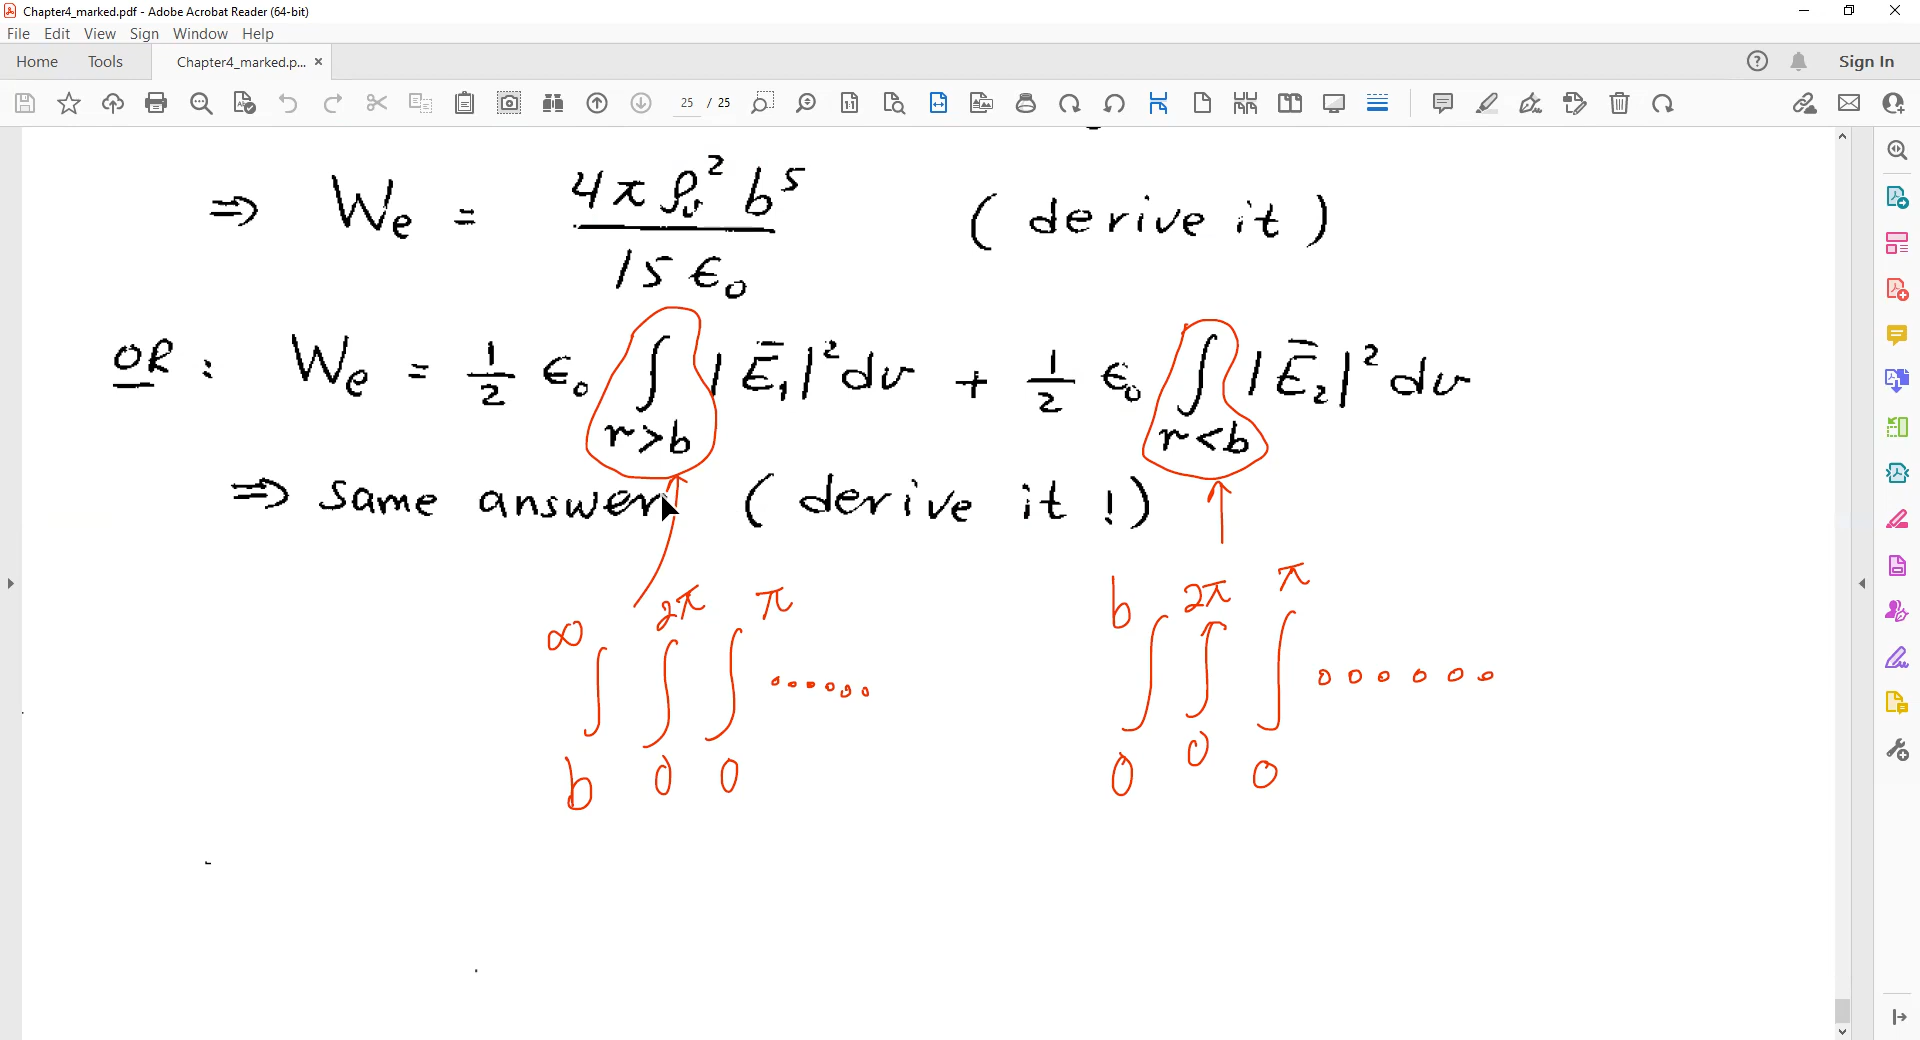 Chapter4_marked.pdf - Adobe Acrobat Reader (64-bit)
File Edit View Sign Window Help
Home Tools Chapter4_marked.p... × Sign In
25 / 25
⇒ We = 4π ρv² b⁵ / 15 ϵ₀ ( derive it )
OR : We = 1/2 ϵ₀ ∫ r>b |Ē₁|² dv + 1/2 ϵ₀ ∫ r<b |Ē₂|² dv
⇒ same answer ( derive it ! )
∞ 2π π b 2π π
∫ ∫ ∫ ...... ∫ ∫ ∫ ......
b 0 0 0 0 0